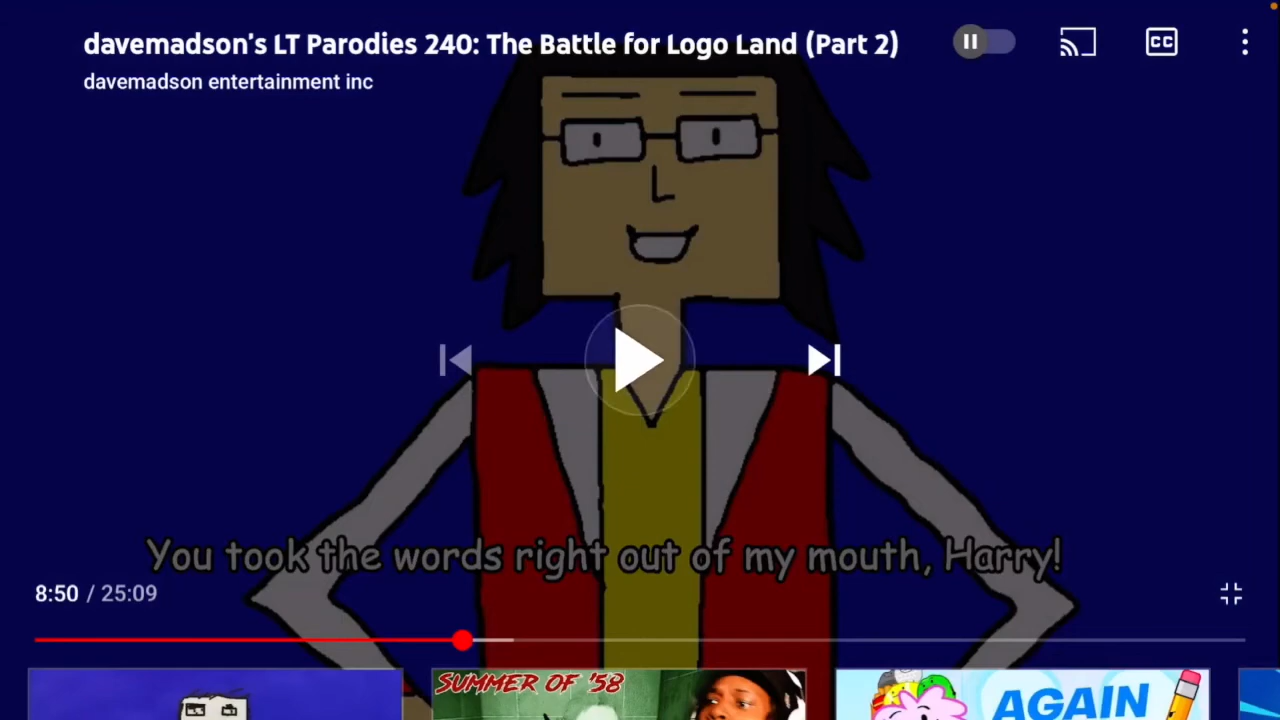 davemadson's LT Parodies 240: The Battle for Logo Land (Part 2)
CC
davemadson entertainment inc
You took the words right out of my mouth, Harry!
8:50 / 25:09
SUMMER OF '58
AGAIN